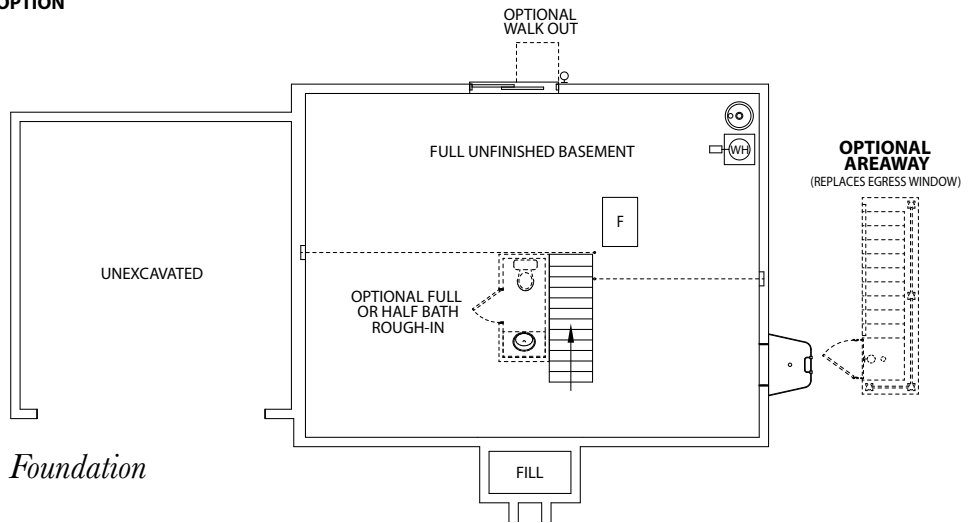 OPTION
OPTIONAL
WALK OUT
FULL UNFINISHED BASEMENT
WH
OPTIONAL
AREAWAY
(REPLACES EGRESS WINDOW)
F
UNEXCAVATED
OPTIONAL FULL
OR HALF BATH
ROUGH-IN
Foundation
FILL